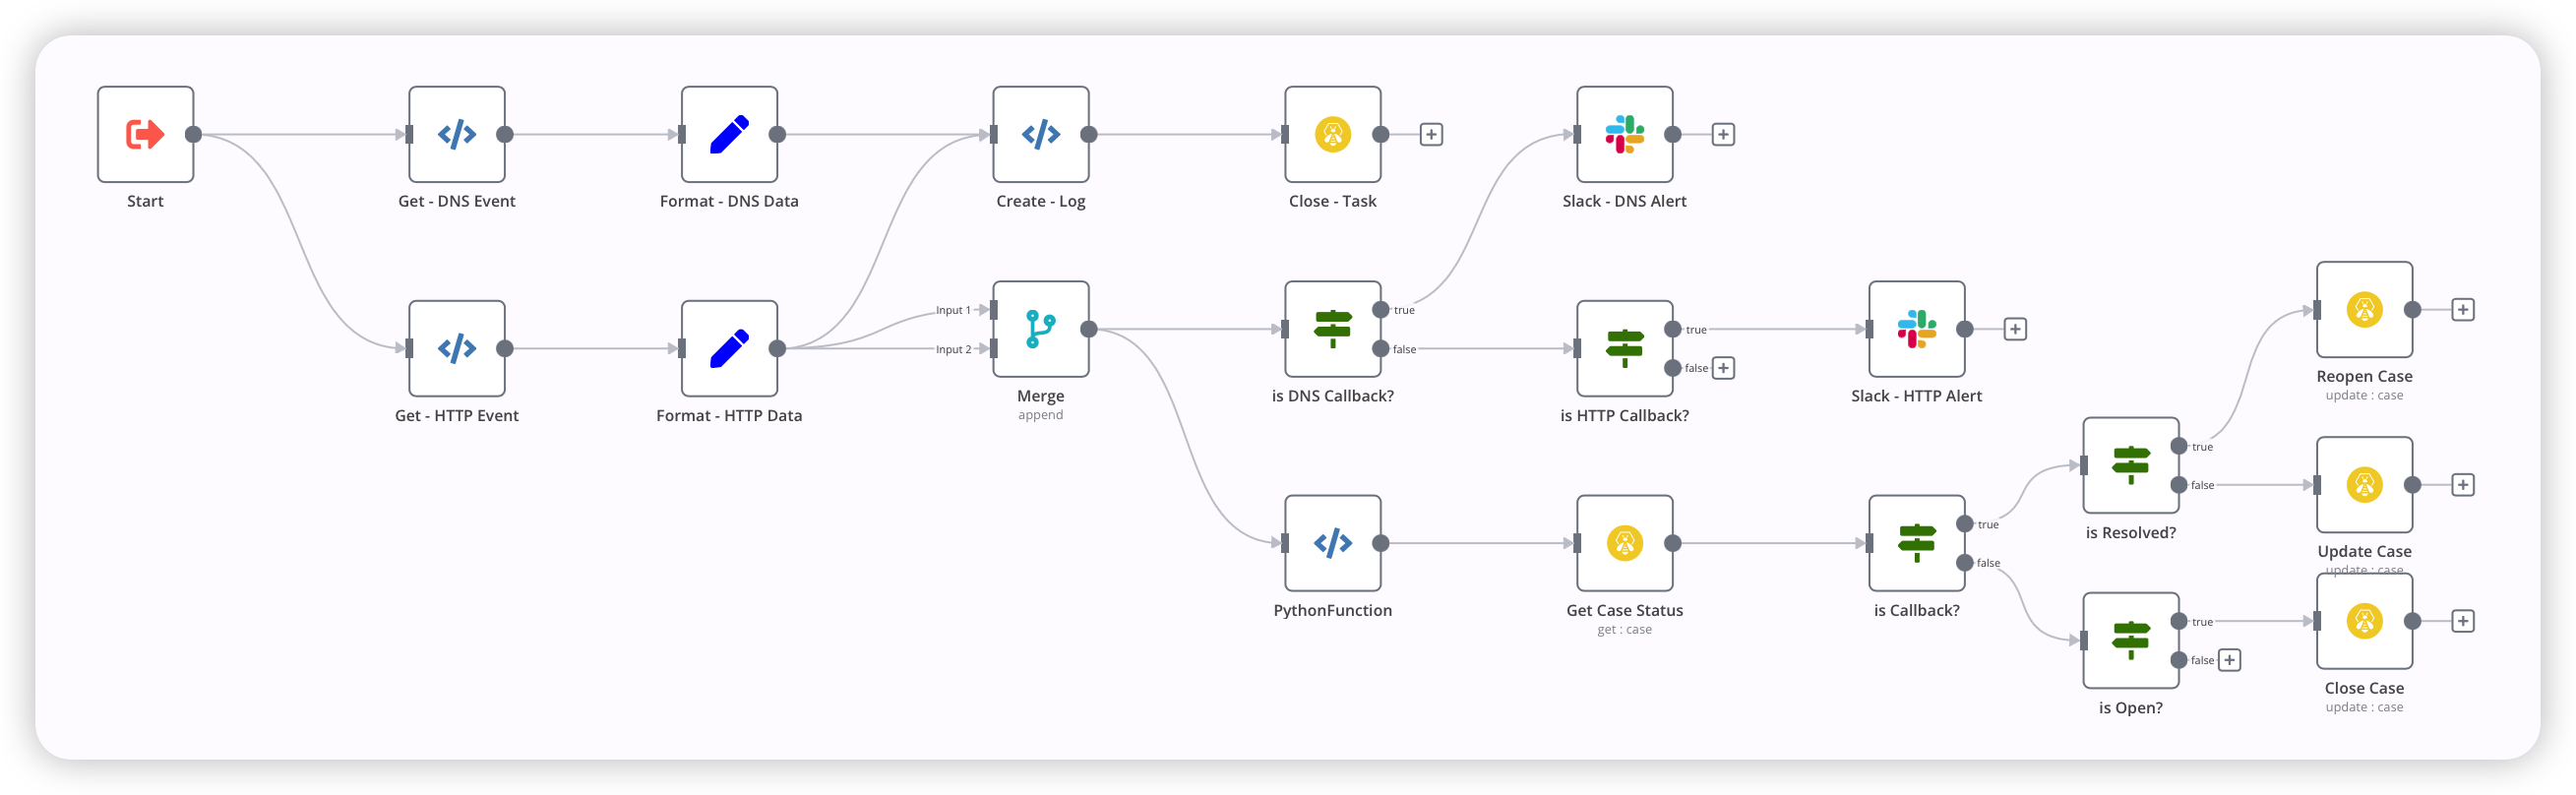 Start
Get - DNS Event
Format - DNS Data
Create - Log
Close - Task
Slack - DNS Alert
Get - HTTP Event
Format - HTTP Data
Input 1
Input 2
Merge
append
true
false
is DNS Callback?
true
false
is HTTP Callback?
Slack - HTTP Alert
Reopen Case
update : case
true
false
is Resolved?
Update Case
update : case
PythonFunction
Get Case Status
get : case
true
false
is Callback?
true
false
is Open?
Close Case
update : case